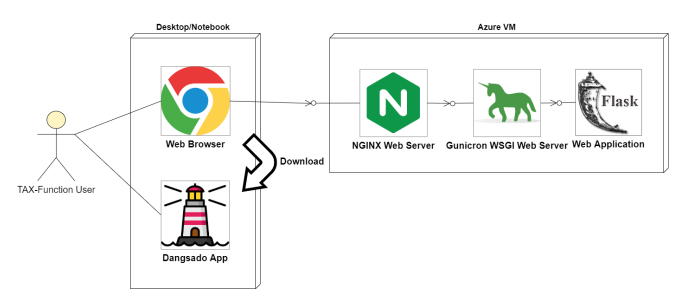 Desktop/Notebook
Azure VM
N
Flask
Web Browser
NGINX Web Server
Gunicron WSGI Web Server
Web Application
Download
TAX-Function User
Dangsado App